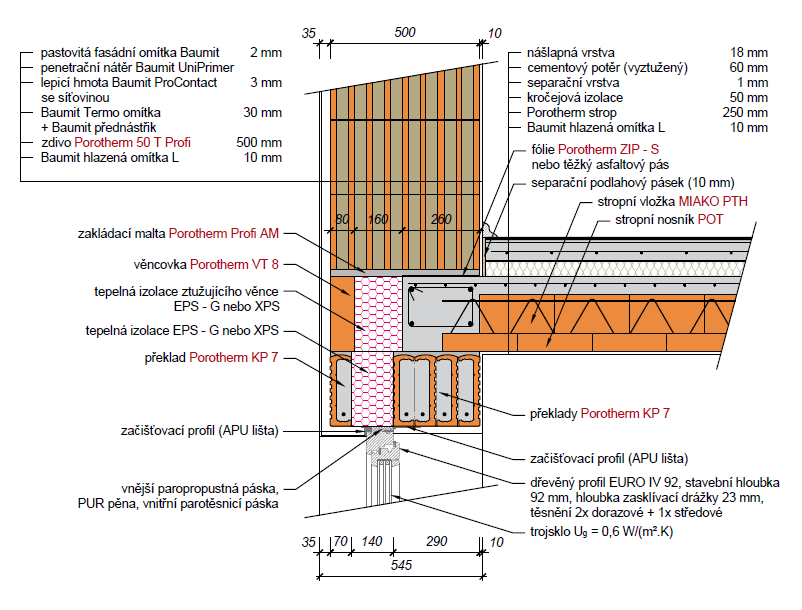 35 500 10
pastovitá fasádní omítka Baumit 2 mm
penetrační nátěr Baumit UniPrimer
lepicí hmota Baumit ProContact 3 mm
se síťovinou
Baumit Termo omítka 30 mm
+ Baumit přednástřik
zdivo Porotherm 50 T Profi 500 mm
Baumit hlazená omítka L 10 mm
nášlapná vrstva 18 mm
cementový potěr (vyztužený) 60 mm
separační vrstva 1 mm
kročejová izolace 50 mm
Porotherm strop 250 mm
Baumit hlazená omítka L 10 mm
fólie Porotherm ZIP - S
nebo těžký asfaltový pás
separační podlahový pásek (10 mm)
stropní vložka MIAKO PTH
stropní nosník POT
80 160 260
zakládací malta Porotherm Profi AM
věncovka Porotherm VT 8
tepelná izolace ztužujícího věnce
EPS - G nebo XPS
tepelná izolace EPS - G nebo XPS
překlad Porotherm KP 7
začišťovací profil (APU lišta)
vnější paropropustná páska,
PUR pěna, vnitřní parotěsnicí páska
překlady Porotherm KP 7
začišťovací profil (APU lišta)
dřevěný profil EURO IV 92, stavební hloubka
92 mm, hloubka zasklívací drážky 23 mm,
těsnění 2x dorazové + 1x středové
trojsklo Ug = 0,6 W/(m².K)
35 70 140 290 10
545